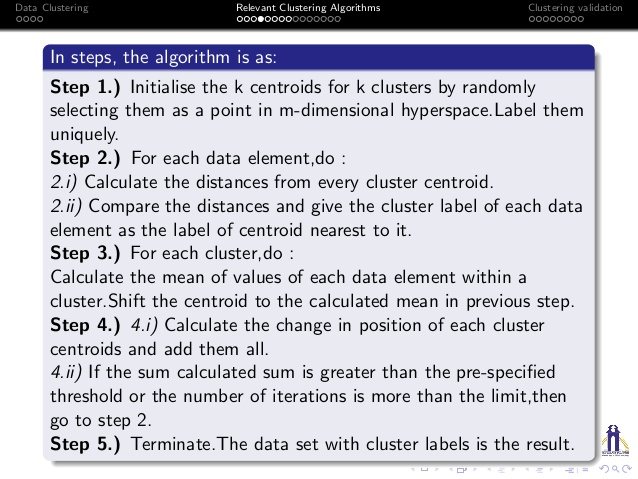 Data Clustering
Relevant Clustering Algorithms
Clustering validation
In steps, the algorithm is as:
Step 1.) Initialise the k centroids for k clusters by randomly
selecting them as a point in m-dimensional hyperspace.Label them
uniquely.
Step 2.) For each data element,do :
2.i) Calculate the distances from every cluster centroid.
2.ii) Compare the distances and give the cluster label of each data
element as the label of centroid nearest to it.
Step 3.) For each cluster,do :
Calculate the mean of values of each data element within a
cluster.Shift the centroid to the calculated mean in previous step.
Step 4.) 4.i) Calculate the change in position of each cluster
centroids and add them all.
4.ii) If the sum calculated sum is greater than the pre-specified
threshold or the number of iterations is more than the limit,then
go to step 2.
Step 5.) Terminate.The data set with cluster labels is the result.